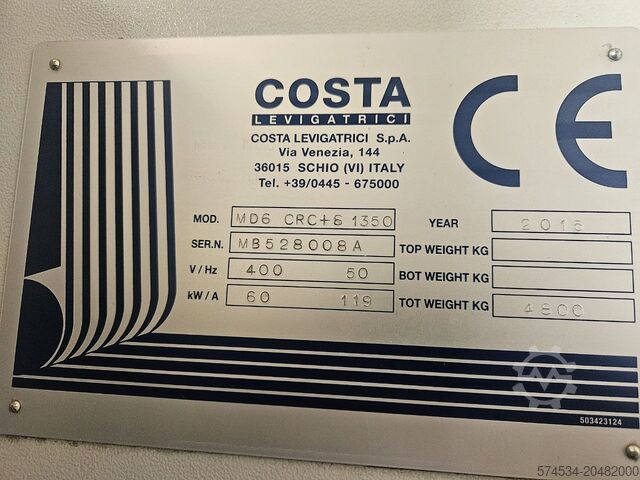 COSTA
LEVIGATRICI
COSTA LEVIGATRICI S.p.A.
Via Venezia, 144
36015 SCHIO (VI) ITALY
Tel. +39/0445 - 675000
CE
MOD. MD6 CRC+S 1350
SER.N. MB528008A
V / Hz 400 50
kW / A 60 119
YEAR 2015
TOP WEIGHT KG
BOT WEIGHT KG
TOT WEIGHT KG 4800
503423124
574534-20482000